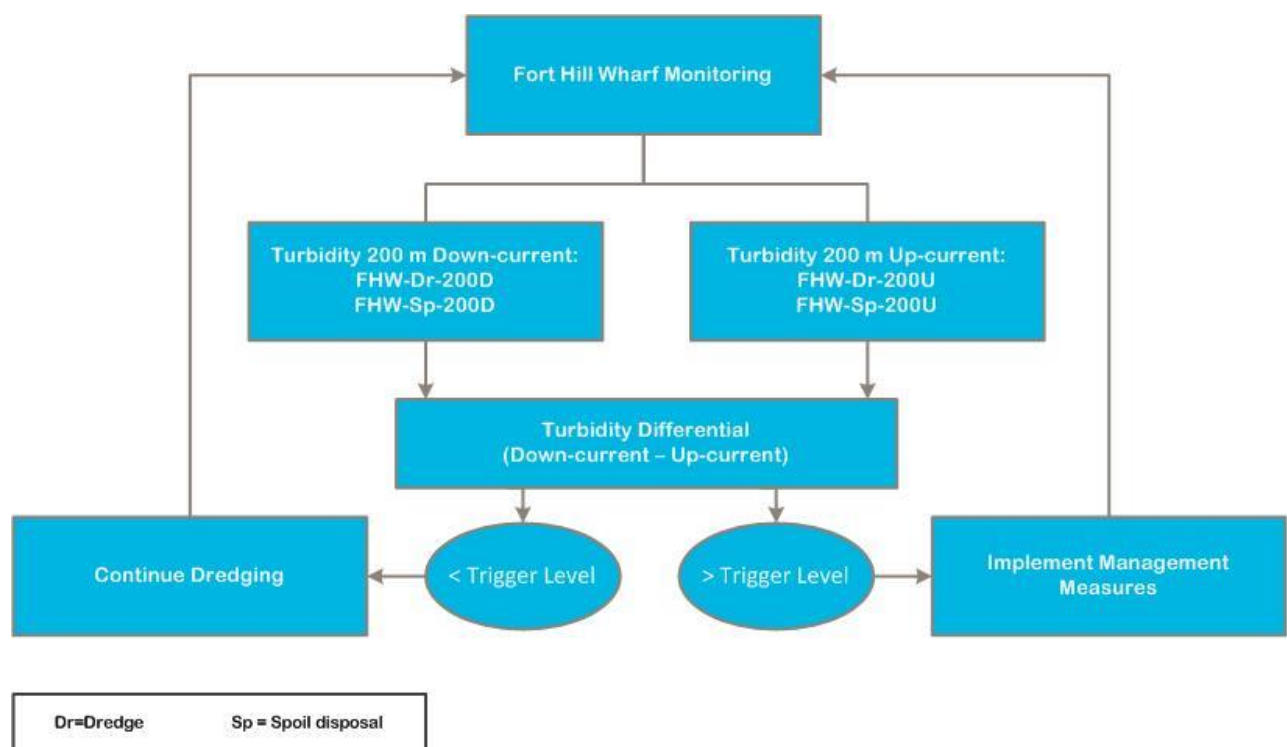 Fort Hill Wharf Monitoring
Turbidity 200 m Down-current:
FHW-Dr-200D
FHW-Sp-200D
Turbidity 200 m Up-current:
FHW-Dr-200U
FHW-Sp-200U
Turbidity Differential
(Down-current – Up-current)
Continue Dredging
< Trigger Level
> Trigger Level
Implement Management
Measures
Dr=Dredge
Sp = Spoil disposal